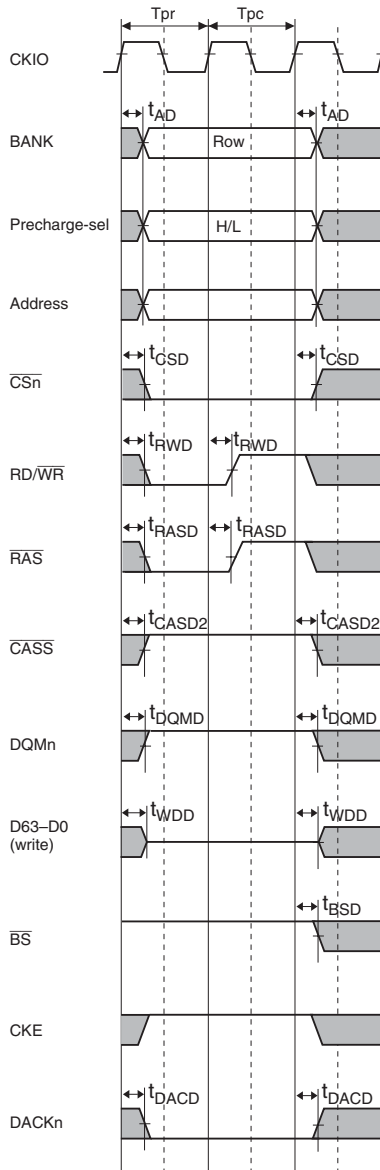 Tpr Tpc
CKIO
tAD tAD
BANK Row
Precharge-sel H/L
Address
tCSD tCSD
CSn
tRWD tRWD
RD/WR
tRASD tRASD
RAS
tCASD2 tCASD2
CASS
tDQMD tDQMD
DQMn
tWDD tWDD
D63–D0
(write)
tBSD
BS
CKE
tDACD tDACD
DACKn